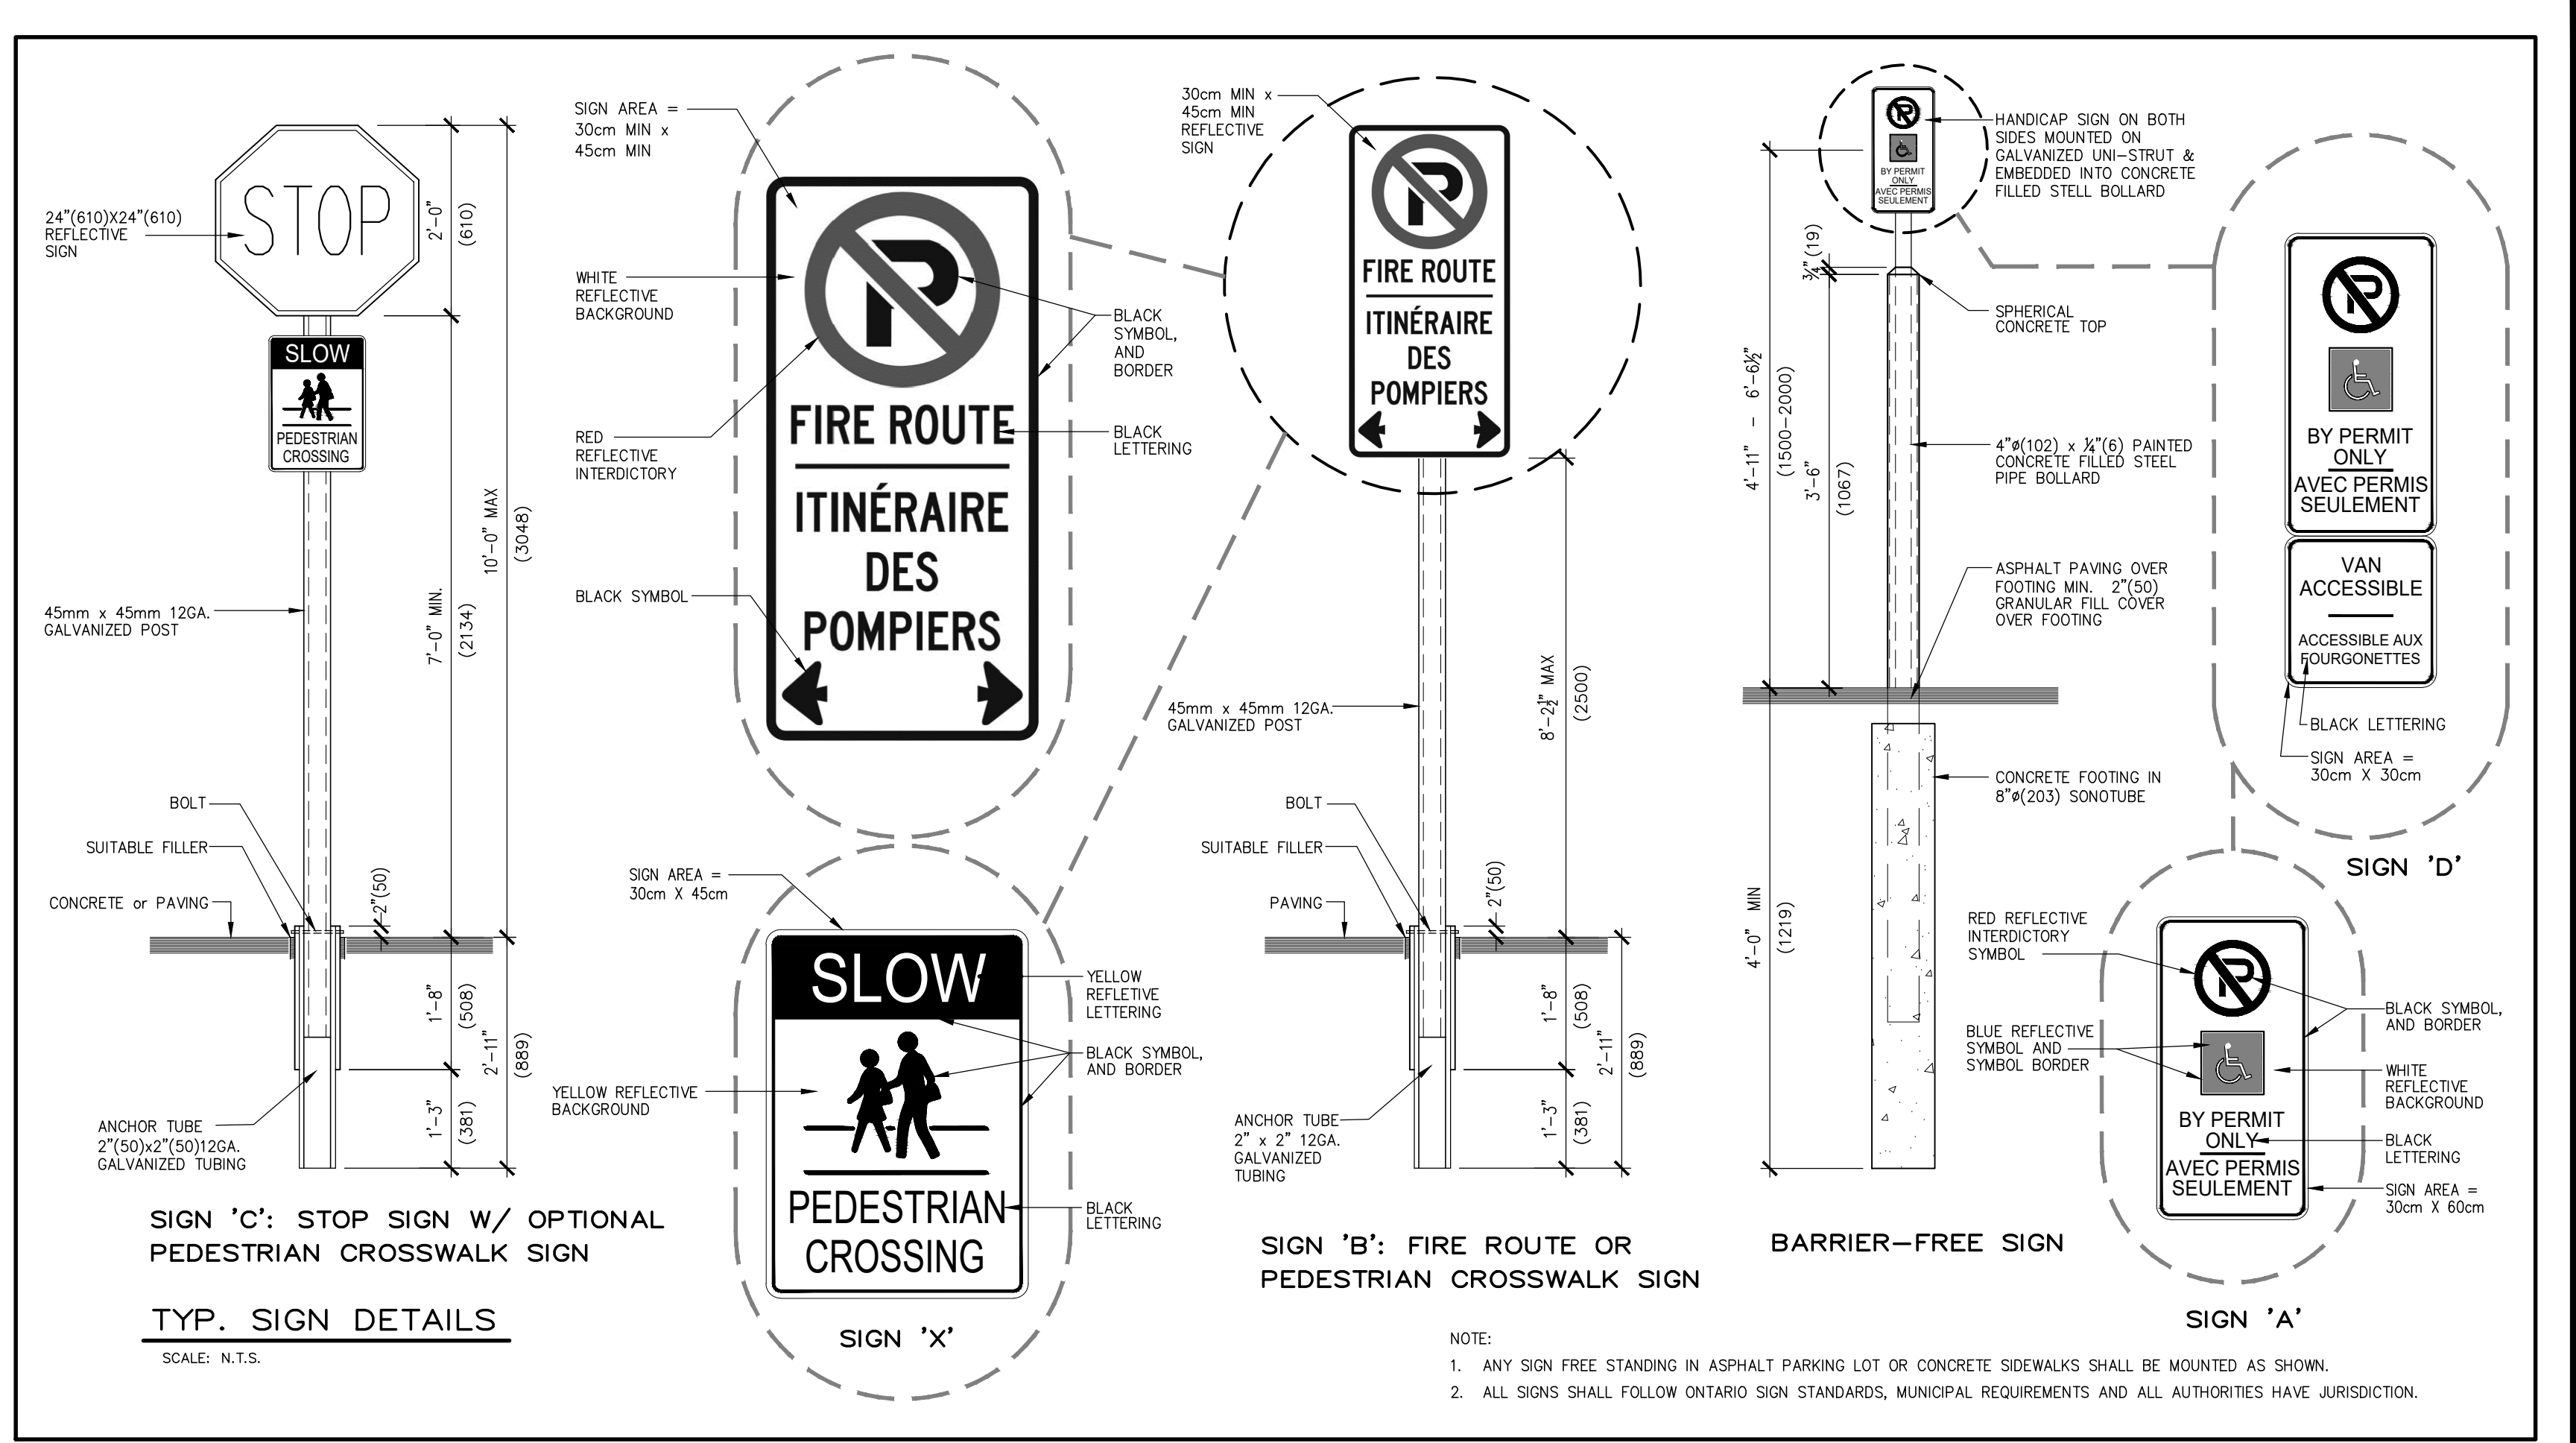 STOP
24"(610)X24"(610)
REFLECTIVE
SIGN
2'-0"
(610)
SLOW
PEDESTRIAN
CROSSING
10'-0" MAX
(3048)
7'-0" MIN.
(2134)
45mm x 45mm 12GA.
GALVANIZED POST
BOLT
SUITABLE FILLER
CONCRETE or PAVING
2"(50)
1'-8"
(508)
2'-11"
(889)
1'-3"
(381)
ANCHOR TUBE
2"(50)x2"(50)12GA.
GALVANIZED TUBING
SIGN 'C': STOP SIGN W/ OPTIONAL
PEDESTRIAN CROSSWALK SIGN
TYP. SIGN DETAILS
SCALE: N.T.S.
SIGN AREA =
30cm MIN x
45cm MIN
WHITE
REFLECTIVE
BACKGROUND
RED
REFLECTIVE
INTERDICTORY
BLACK SYMBOL
P
FIRE ROUTE
ITINÉRAIRE
DES
POMPIERS
BLACK
SYMBOL,
AND
BORDER
BLACK
LETTERING
SIGN AREA =
30cm X 45cm
SLOW
PEDESTRIAN
CROSSING
YELLOW
REFLETIVE
LETTERING
BLACK SYMBOL,
AND BORDER
YELLOW REFLECTIVE
BACKGROUND
BLACK
LETTERING
SIGN 'X'
30cm MIN x
45cm MIN
REFLECTIVE
SIGN
P
FIRE ROUTE
ITINÉRAIRE
DES
POMPIERS
8'-2½" MAX
(2500)
45mm x 45mm 12GA.
GALVANIZED POST
BOLT
SUITABLE FILLER
PAVING
2"(50)
1'-8"
(508)
2'-11"
(889)
1'-3"
(381)
ANCHOR TUBE
2" x 2" 12GA.
GALVANIZED
TUBING
SIGN 'B': FIRE ROUTE OR
PEDESTRIAN CROSSWALK SIGN
P
BY PERMIT
ONLY
AVEC PERMIS
SEULEMENT
HANDICAP SIGN ON BOTH
SIDES MOUNTED ON
GALVANIZED UNI-STRUT &
EMBEDDED INTO CONCRETE
FILLED STELL BOLLARD
¾"(19)
SPHERICAL
CONCRETE TOP
4'-11" - 6'-6½"
(1500-2000)
3'-6"
(1067)
4"ø(102) x ¼"(6) PAINTED
CONCRETE FILLED STEEL
PIPE BOLLARD
ASPHALT PAVING OVER
FOOTING MIN. 2"(50)
GRANULAR FILL COVER
OVER FOOTING
CONCRETE FOOTING IN
8"ø(203) SONOTUBE
4'-0" MIN
(1219)
BARRIER-FREE SIGN
P
BY PERMIT
ONLY
AVEC PERMIS
SEULEMENT
VAN
ACCESSIBLE
ACCESSIBLE AUX
FOURGONETTES
BLACK LETTERING
SIGN AREA =
30cm X 30cm
SIGN 'D'
RED REFLECTIVE
INTERDICTORY
SYMBOL
BLUE REFLECTIVE
SYMBOL AND
SYMBOL BORDER
P
BY PERMIT
ONLY
AVEC PERMIS
SEULEMENT
BLACK SYMBOL,
AND BORDER
WHITE
REFLECTIVE
BACKGROUND
BLACK
LETTERING
SIGN AREA =
30cm X 60cm
SIGN 'A'
NOTE:
1. ANY SIGN FREE STANDING IN ASPHALT PARKING LOT OR CONCRETE SIDEWALKS SHALL BE MOUNTED AS SHOWN.
2. ALL SIGNS SHALL FOLLOW ONTARIO SIGN STANDARDS, MUNICIPAL REQUIREMENTS AND ALL AUTHORITIES HAVE JURISDICTION.